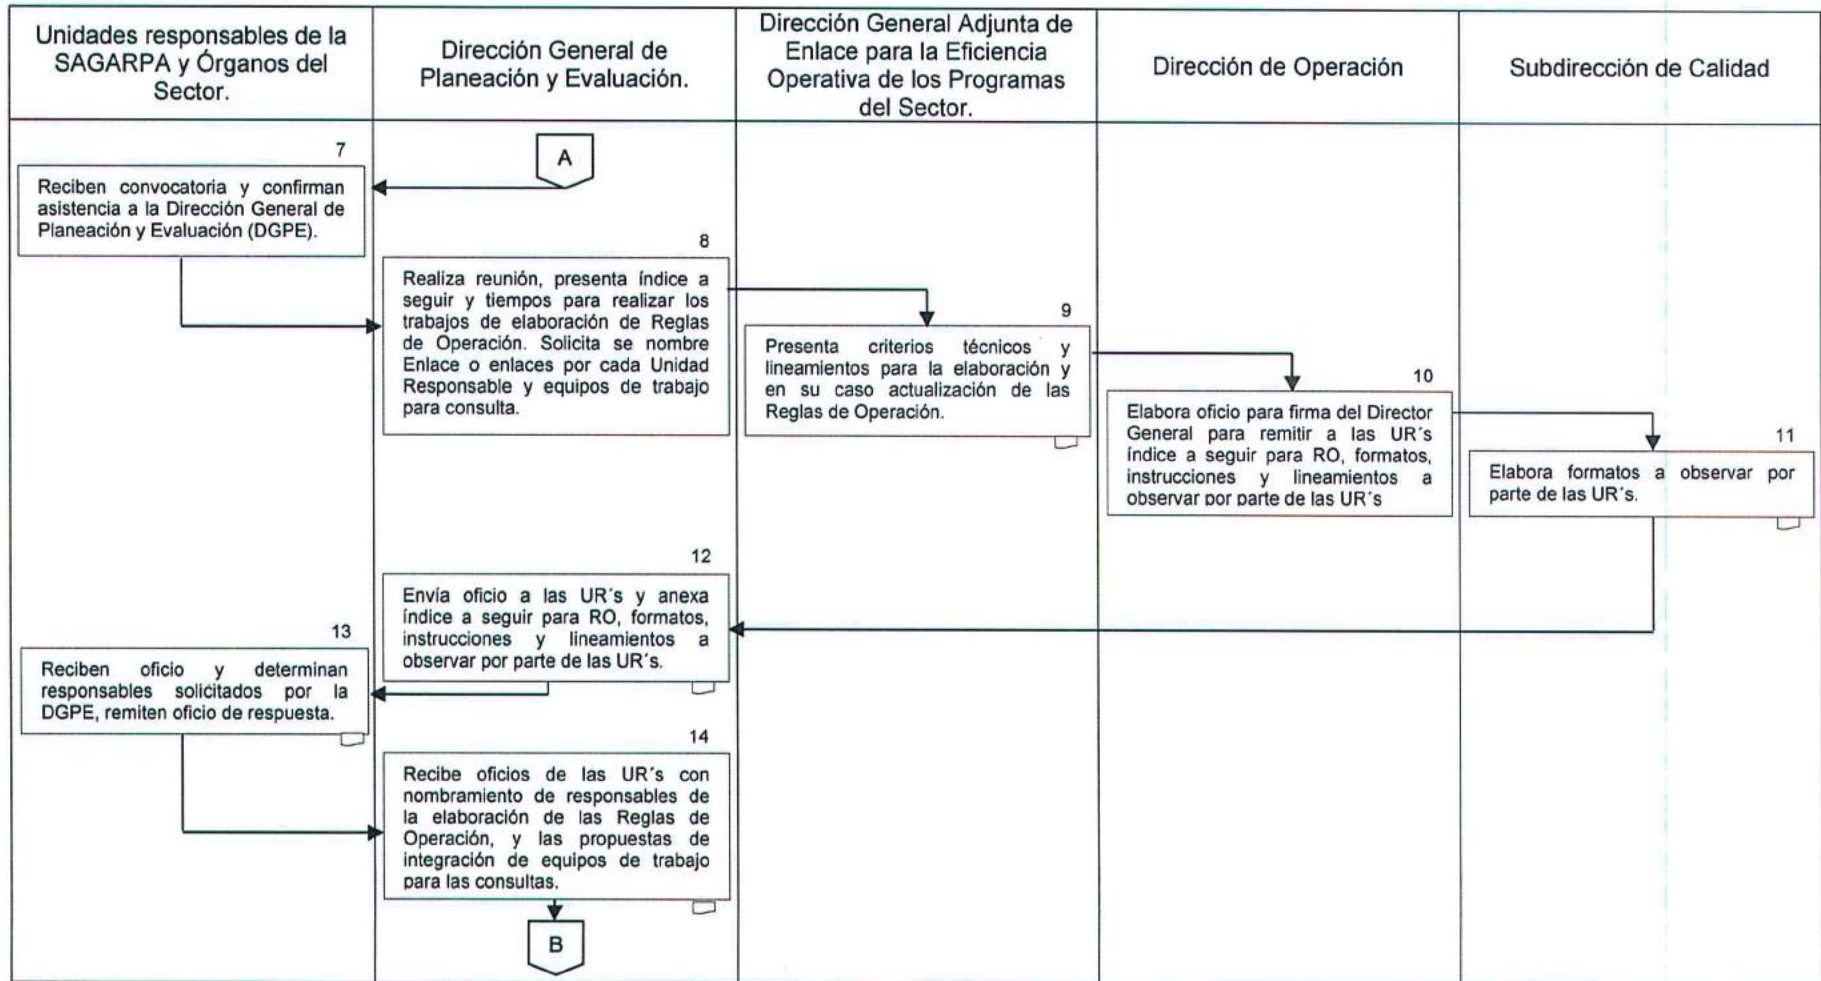 Unidades responsables de la
SAGARPA y Órganos del
Sector.
Dirección General de
Planeación y Evaluación.
Dirección General Adjunta de
Enlace para la Eficiencia
Operativa de los Programas
del Sector.
Dirección de Operación
Subdirección de Calidad
A
7
Reciben convocatoria y confirman
asistencia a la Dirección General de
Planeación y Evaluación (DGPE).
8
Realiza reunión, presenta índice a
seguir y tiempos para realizar los
trabajos de elaboración de Reglas
de Operación. Solicita se nombre
Enlace o enlaces por cada Unidad
Responsable y equipos de trabajo
para consulta.
9
Presenta criterios técnicos y
lineamientos para la elaboración y
en su caso actualización de las
Reglas de Operación.
10
Elabora oficio para firma del Director
General para remitir a las UR´s
índice a seguir para RO, formatos,
instrucciones y lineamientos a
observar por parte de las UR´s
11
Elabora formatos a observar por
parte de las UR´s.
12
Envía oficio a las UR´s y anexa
índice a seguir para RO, formatos,
instrucciones y lineamientos a
observar por parte de las UR´s.
13
Reciben oficio y determinan
responsables solicitados por la
DGPE, remiten oficio de respuesta.
14
Recibe oficios de las UR´s con
nombramiento de responsables de
la elaboración de las Reglas de
Operación, y las propuestas de
integración de equipos de trabajo
para las consultas.
B